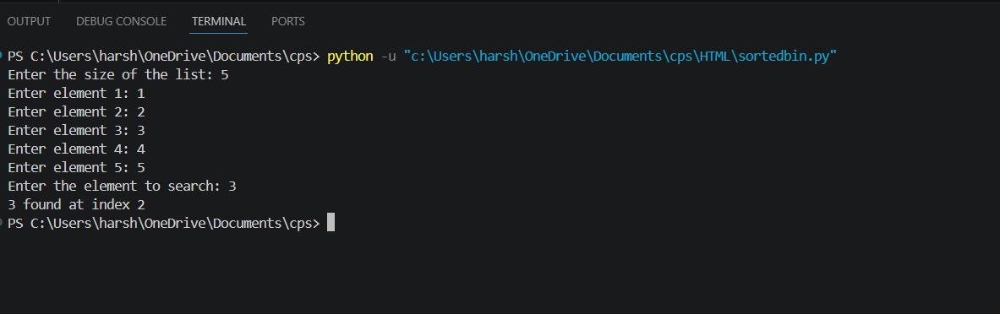 OUTPUT DEBUG CONSOLE TERMINAL PORTS
PS C:\Users\harsh\OneDrive\Documents\cps> python -u "c:\Users\harsh\OneDrive\Documents\cps\HTML\sortedbin.py"
Enter the size of the list: 5
Enter element 1: 1
Enter element 2: 2
Enter element 3: 3
Enter element 4: 4
Enter element 5: 5
Enter the element to search: 3
3 found at index 2
PS C:\Users\harsh\OneDrive\Documents\cps>